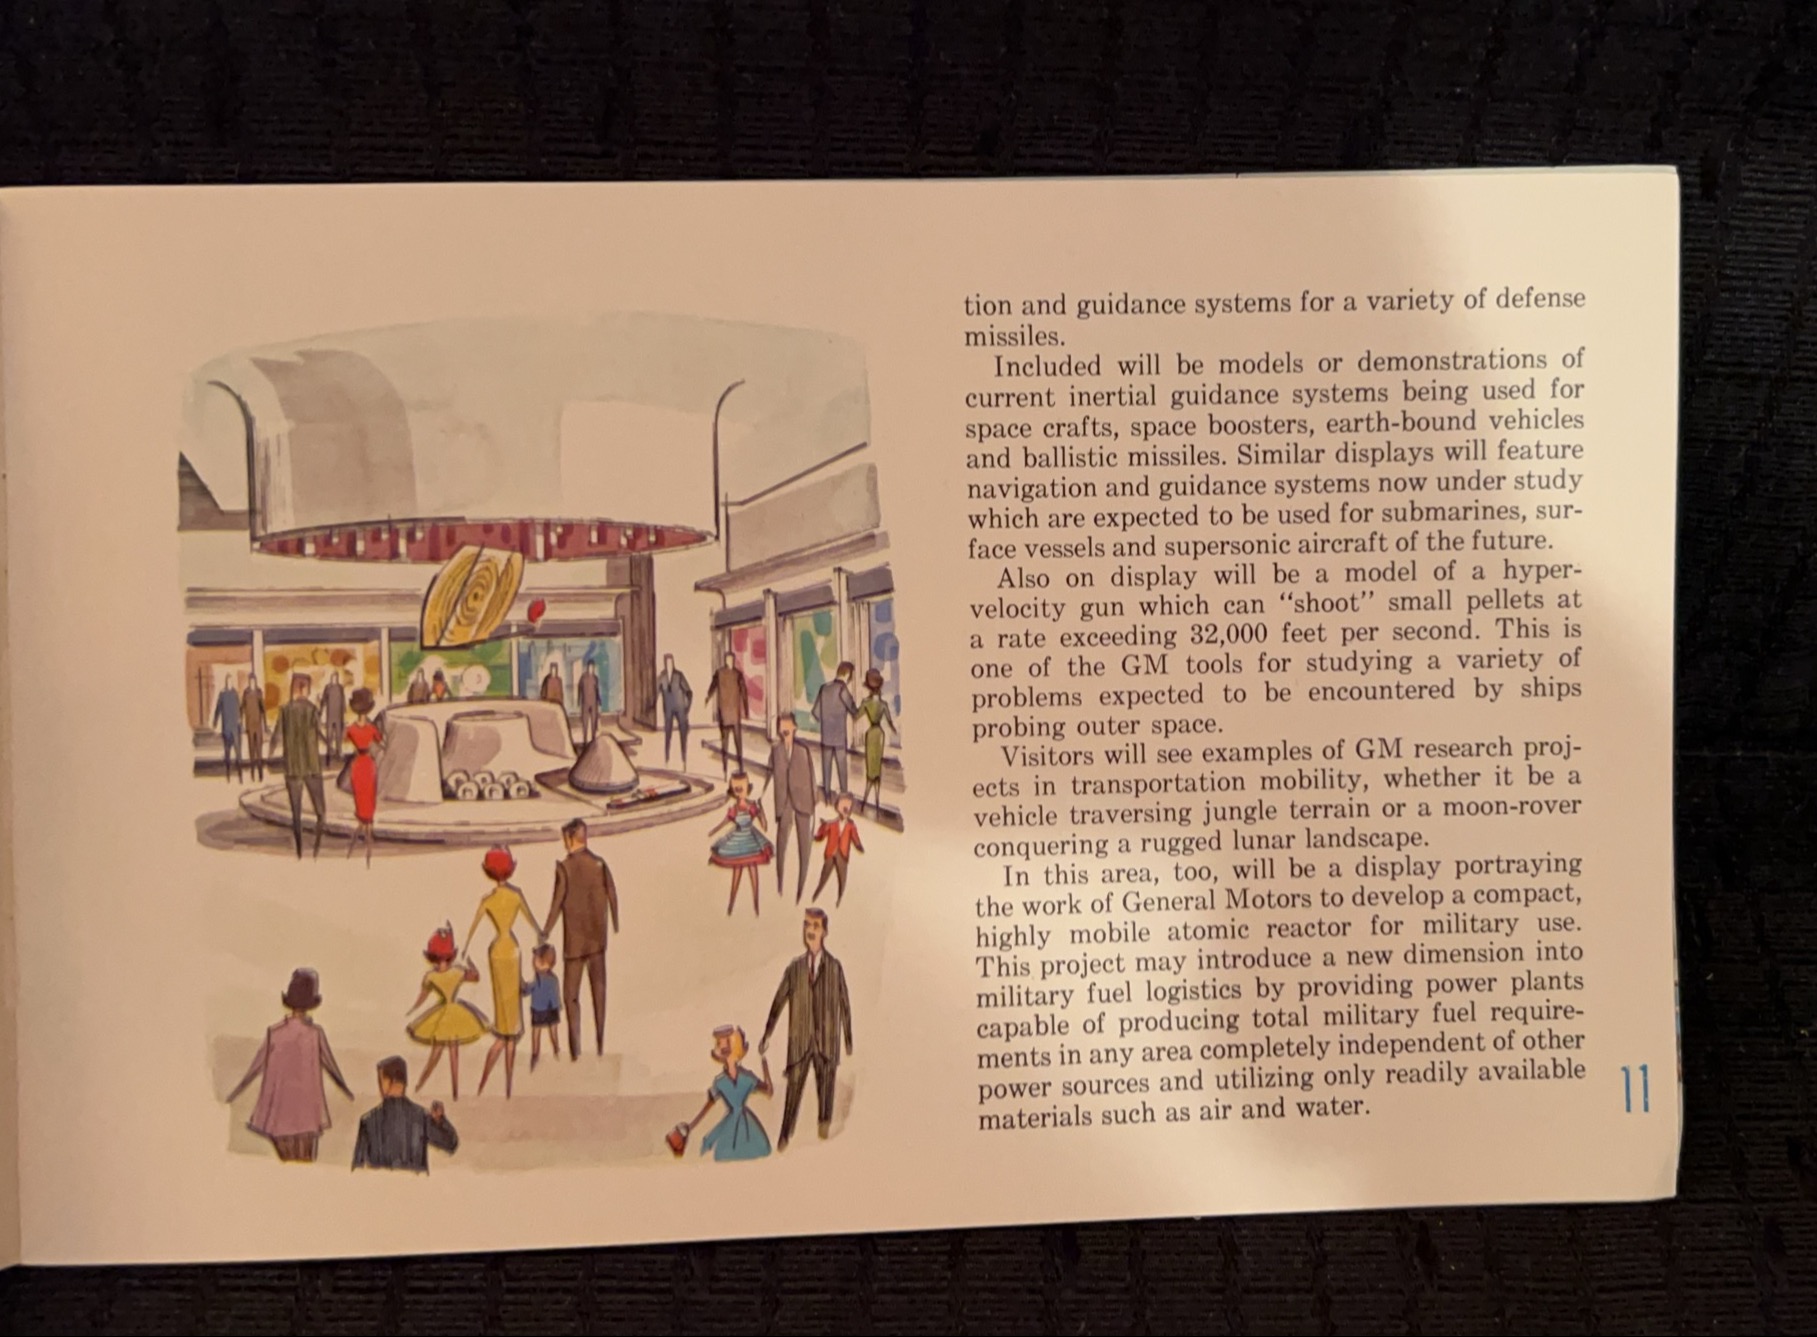 tion and guidance systems for a variety of defense
missiles.
Included will be models or demonstrations of
current inertial guidance systems being used for
space crafts, space boosters, earth-bound vehicles
and ballistic missiles. Similar displays will feature
navigation and guidance systems now under study
which are expected to be used for submarines, sur-
face vessels and supersonic aircraft of the future.
Also on display will be a model of a hyper-
velocity gun which can “shoot” small pellets at
a rate exceeding 32,000 feet per second. This is
one of the GM tools for studying a variety of
problems expected to be encountered by ships
probing outer space.
Visitors will see examples of GM research proj-
ects in transportation mobility, whether it be a
vehicle traversing jungle terrain or a moon-rover
conquering a rugged lunar landscape.
In this area, too, will be a display portraying
the work of General Motors to develop a compact,
highly mobile atomic reactor for military use.
This project may introduce a new dimension into
military fuel logistics by providing power plants
capable of producing total military fuel require-
ments in any area completely independent of other
power sources and utilizing only readily available
materials such as air and water.
11